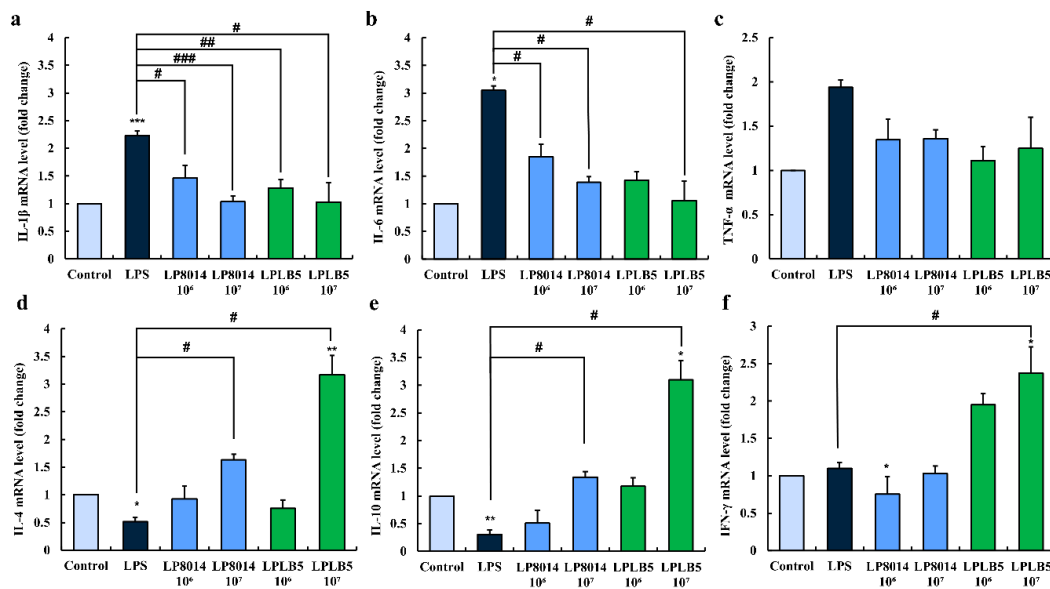 a
IL-1β mRNA level (fold change)
4
3.5
3
2.5
2
1.5
1
0.5
0
#
##
###
#
***
Control LPS LP8014 LP8014 LPLB5 LPLB5
10⁶ 10⁷ 10⁶ 10⁷
b
IL-6 mRNA level (fold change)
4
3.5
3
2.5
2
1.5
1
0.5
0
#
#
#
*
Control LPS LP8014 LP8014 LPLB5 LPLB5
10⁶ 10⁷ 10⁶ 10⁷
c
TNF-α mRNA level (fold change)
2.5
2
1.5
1
0.5
0
Control LPS LP8014 LP8014 LPLB5 LPLB5
10⁶ 10⁷ 10⁶ 10⁷
d
IL-4 mRNA level (fold change)
4
3.5
3
2.5
2
1.5
1
0.5
0
#
#
**
*
Control LPS LP8014 LP8014 LPLB5 LPLB5
10⁶ 10⁷ 10⁶ 10⁷
e
IL-10 mRNA level (fold change)
4
3.5
3
2.5
2
1.5
1
0.5
0
#
#
*
**
Control LPS LP8014 LP8014 LPLB5 LPLB5
10⁶ 10⁷ 10⁶ 10⁷
f
IFN-γ mRNA level (fold change)
3
2.5
2
1.5
1
0.5
0
#
*
*
Control LPS LP8014 LP8014 LPLB5 LPLB5
10⁶ 10⁷ 10⁶ 10⁷